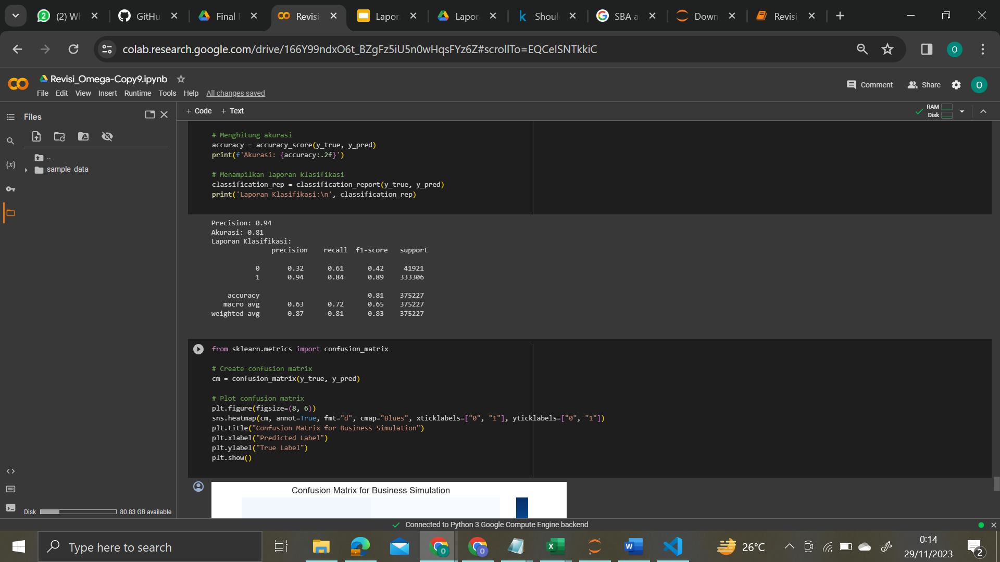 (2) Wh
GitHu
Final
Revisi
Lapor
Lapor
Shoul
SBA a
Down
Revisi
colab.research.google.com/drive/166Y99ndxO6t_BZgFz5iU5n0wHqsFYz6Z#scrollTo=EQCeISNTkkiC
O
Revisi_Omega-Copy9.ipynb
Comment
Share
O
File Edit View Insert Runtime Tools Help All changes saved
Files
+ Code + Text
RAM
Disk
..
sample_data
{x}
# Menghitung akurasi
accuracy = accuracy_score(y_true, y_pred)
print(f'Akurasi: {accuracy:.2f}')
# Menampilkan laporan klasifikasi
classification_rep = classification_report(y_true, y_pred)
print('Laporan Klasifikasi:\n', classification_rep)
Precision: 0.94
Akurasi: 0.81
Laporan Klasifikasi:
precision recall f1-score support
0 0.32 0.61 0.42 41921
1 0.94 0.84 0.89 333306
accuracy 0.81 375227
macro avg 0.63 0.72 0.65 375227
weighted avg 0.87 0.81 0.83 375227
from sklearn.metrics import confusion_matrix
# Create confusion matrix
cm = confusion_matrix(y_true, y_pred)
# Plot confusion matrix
plt.figure(figsize=(8, 6))
sns.heatmap(cm, annot=True, fmt="d", cmap="Blues", xticklabels=["0", "1"], yticklabels=["0", "1"])
plt.title("Confusion Matrix for Business Simulation")
plt.xlabel("Predicted Label")
plt.ylabel("True Label")
plt.show()
Confusion Matrix for Business Simulation
Disk 80.83 GB available
Connected to Python 3 Google Compute Engine backend
Type here to search
26°C
0:14
29/11/2023
2